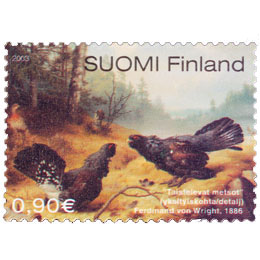 2003
SUOMI Finland
"Taistelevat metsot"
(yksityiskohta/detalj)
Ferdinand von Wright, 1886
0,90€